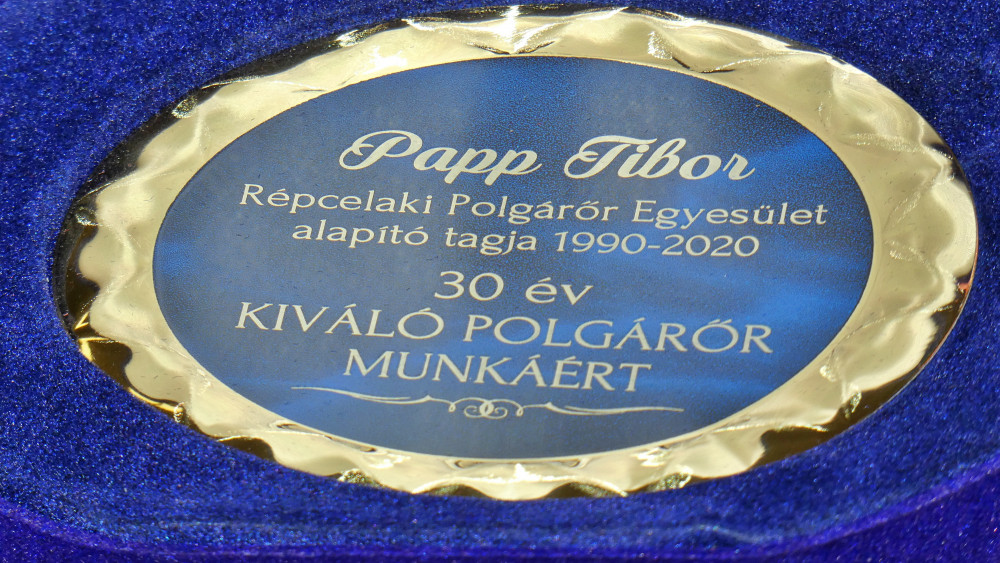 Papp Tibor
Répcelaki Polgárőr Egyesület
alapító tagja 1990-2020
30 év
KIVÁLÓ POLGÁRŐR
MUNKÁÉRT